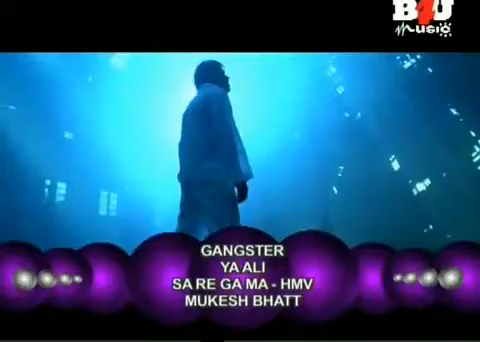 B4U
music
GANGSTER
YA ALI
SA RE GA MA - HMV
MUKESH BHATT